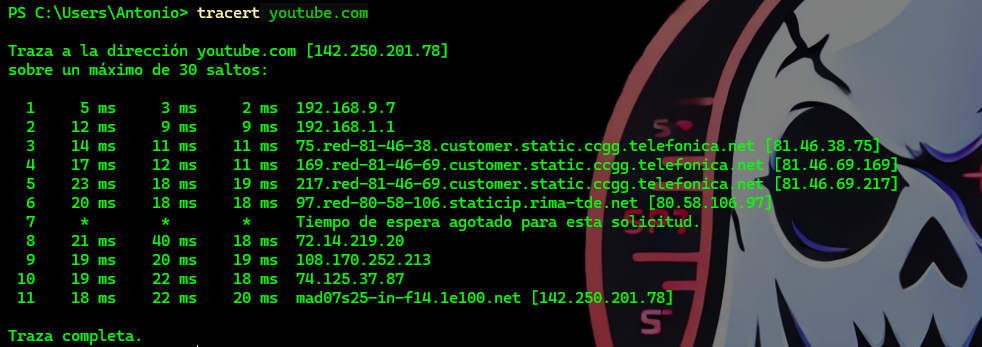 PS C:\Users\Antonio> tracert youtube.com
Traza a la dirección youtube.com [142.250.201.78]
sobre un máximo de 30 saltos:
1 5 ms 3 ms 2 ms 192.168.9.7
2 12 ms 9 ms 9 ms 192.168.1.1
3 14 ms 11 ms 11 ms 75.red-81-46-38.customer.static.ccgg.telefonica.net [81.46.38.75]
4 17 ms 12 ms 11 ms 169.red-81-46-69.customer.static.ccgg.telefonica.net [81.46.69.169]
5 23 ms 18 ms 19 ms 217.red-81-46-69.customer.static.ccgg.telefonica.net [81.46.69.217]
6 20 ms 18 ms 18 ms 97.red-80-58-106.staticip.rima-tde.net [80.58.106.97]
7 * * * Tiempo de espera agotado para esta solicitud.
8 21 ms 40 ms 18 ms 72.14.219.20
9 19 ms 20 ms 19 ms 108.170.252.213
10 19 ms 22 ms 18 ms 74.125.37.87
11 18 ms 22 ms 20 ms mad07s25-in-f14.1e100.net [142.250.201.78]
Traza completa.